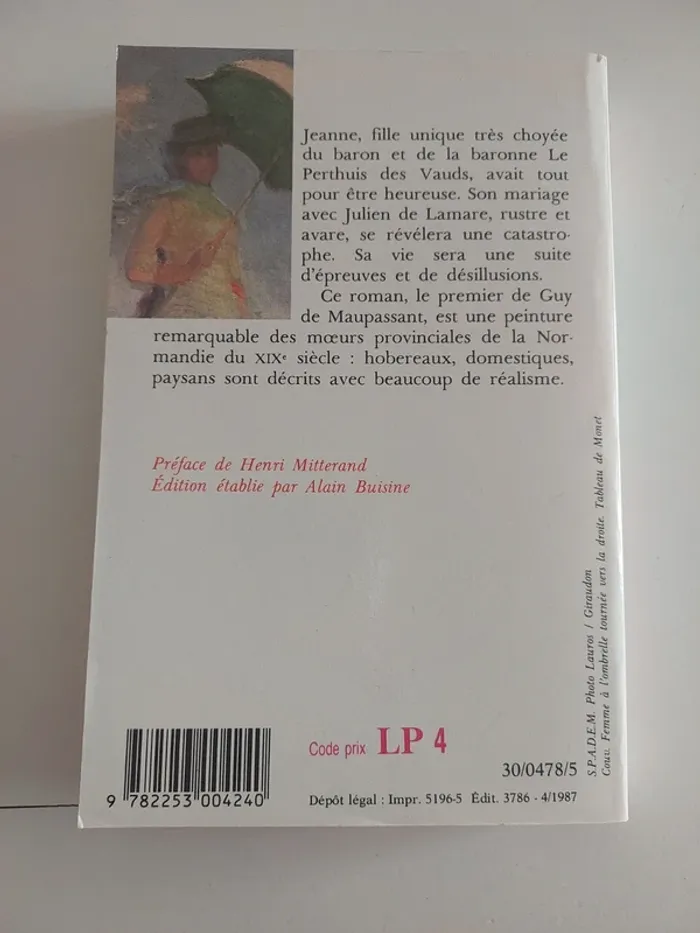 Jeanne, fille unique très choyée
du baron et de la baronne Le
Perthuis des Vauds, avait tout
pour être heureuse. Son mariage
avec Julien de Lamare, rustre et
avare, se révélera une catastro-
phe. Sa vie sera une suite
d'épreuves et de désillusions.
Ce roman, le premier de Guy
de Maupassant, est une peinture
remarquable des mœurs provinciales de la Nor-
mandie du XIXe siècle : hobereaux, domestiques,
paysans sont décrits avec beaucoup de réalisme.
Préface de Henri Mitterand
Édition établie par Alain Buisine
S.P.A.D.E.M. Photo Lauros / Giraudon
Couv. Femme à l'ombrelle tournée vers la droite. Tableau de Monet
Code prix LP 4
30/0478/5
9 782253 004240
Dépôt légal : Impr. 5196-5 Édit. 3786 - 4/1987